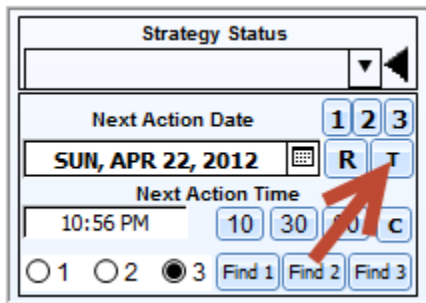 Strategy Status
Next Action Date 1 2 3
SUN, APR 22, 2012 R T
Next Action Time
10:56 PM 10 30 C
1 2 3 Find 1 Find 2 Find 3